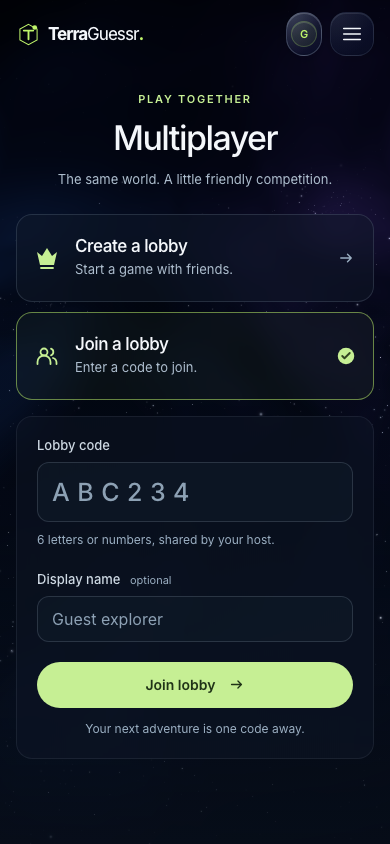 TerraGuessr.
G
PLAY TOGETHER
Multiplayer
The same world. A little friendly competition.
Create a lobby
Start a game with friends.
Join a lobby
Enter a code to join.
Lobby code
ABC234
6 letters or numbers, shared by your host.
Display name optional
Guest explorer
Join lobby
Your next adventure is one code away.